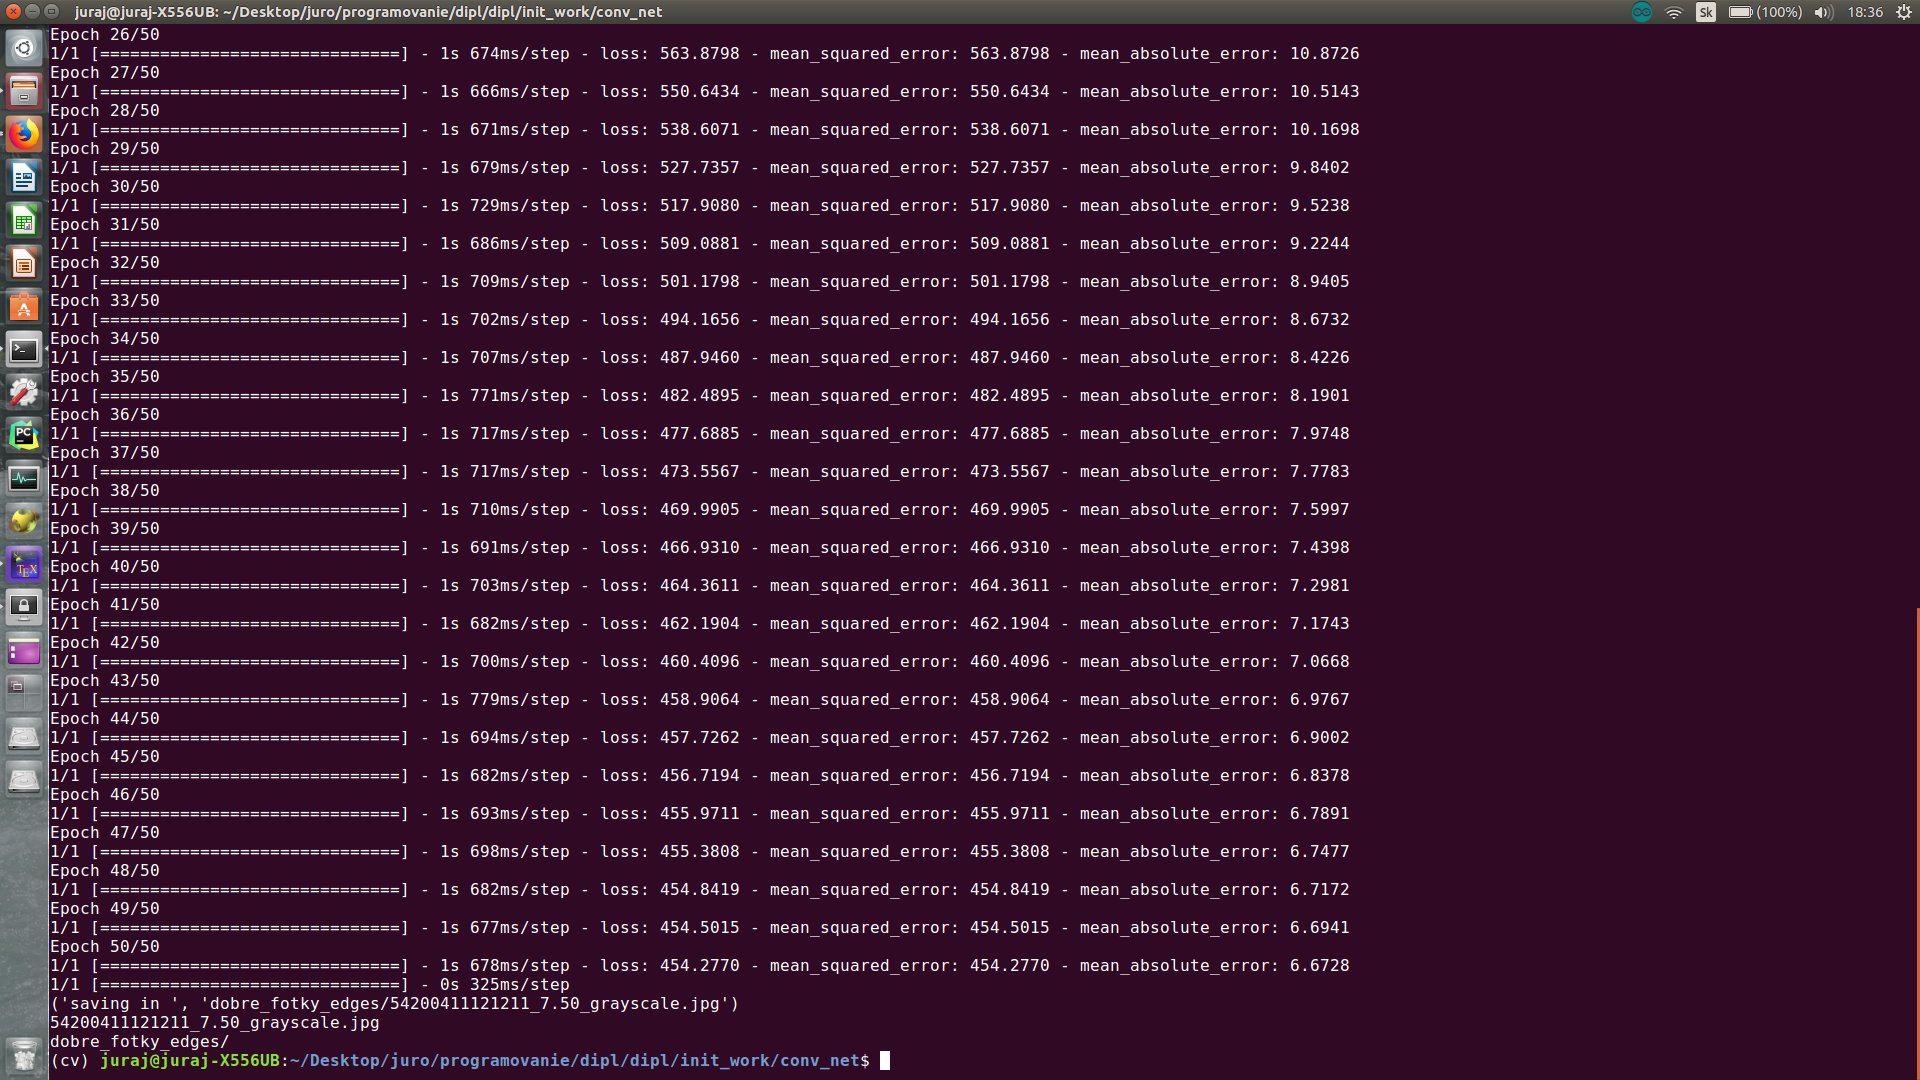 juraj@juraj-X556UB: ~/Desktop/juro/programovanie/dipl/dipl/init_work/conv_net
Sk
(100%)
18:36
Epoch 26/50
1/1 [==============================] - 1s 674ms/step - loss: 563.8798 - mean_squared_error: 563.8798 - mean_absolute_error: 10.8726
Epoch 27/50
1/1 [==============================] - 1s 666ms/step - loss: 550.6434 - mean_squared_error: 550.6434 - mean_absolute_error: 10.5143
Epoch 28/50
1/1 [==============================] - 1s 671ms/step - loss: 538.6071 - mean_squared_error: 538.6071 - mean_absolute_error: 10.1698
Epoch 29/50
1/1 [==============================] - 1s 679ms/step - loss: 527.7357 - mean_squared_error: 527.7357 - mean_absolute_error: 9.8402
Epoch 30/50
1/1 [==============================] - 1s 729ms/step - loss: 517.9080 - mean_squared_error: 517.9080 - mean_absolute_error: 9.5238
Epoch 31/50
1/1 [==============================] - 1s 686ms/step - loss: 509.0881 - mean_squared_error: 509.0881 - mean_absolute_error: 9.2244
Epoch 32/50
1/1 [==============================] - 1s 709ms/step - loss: 501.1798 - mean_squared_error: 501.1798 - mean_absolute_error: 8.9405
Epoch 33/50
1/1 [==============================] - 1s 702ms/step - loss: 494.1656 - mean_squared_error: 494.1656 - mean_absolute_error: 8.6732
Epoch 34/50
1/1 [==============================] - 1s 707ms/step - loss: 487.9460 - mean_squared_error: 487.9460 - mean_absolute_error: 8.4226
Epoch 35/50
1/1 [==============================] - 1s 771ms/step - loss: 482.4895 - mean_squared_error: 482.4895 - mean_absolute_error: 8.1901
Epoch 36/50
1/1 [==============================] - 1s 717ms/step - loss: 477.6885 - mean_squared_error: 477.6885 - mean_absolute_error: 7.9748
Epoch 37/50
1/1 [==============================] - 1s 717ms/step - loss: 473.5567 - mean_squared_error: 473.5567 - mean_absolute_error: 7.7783
Epoch 38/50
1/1 [==============================] - 1s 710ms/step - loss: 469.9905 - mean_squared_error: 469.9905 - mean_absolute_error: 7.5997
Epoch 39/50
1/1 [==============================] - 1s 691ms/step - loss: 466.9310 - mean_squared_error: 466.9310 - mean_absolute_error: 7.4398
Epoch 40/50
1/1 [==============================] - 1s 703ms/step - loss: 464.3611 - mean_squared_error: 464.3611 - mean_absolute_error: 7.2981
Epoch 41/50
1/1 [==============================] - 1s 682ms/step - loss: 462.1904 - mean_squared_error: 462.1904 - mean_absolute_error: 7.1743
Epoch 42/50
1/1 [==============================] - 1s 700ms/step - loss: 460.4096 - mean_squared_error: 460.4096 - mean_absolute_error: 7.0668
Epoch 43/50
1/1 [==============================] - 1s 779ms/step - loss: 458.9064 - mean_squared_error: 458.9064 - mean_absolute_error: 6.9767
Epoch 44/50
1/1 [==============================] - 1s 694ms/step - loss: 457.7262 - mean_squared_error: 457.7262 - mean_absolute_error: 6.9002
Epoch 45/50
1/1 [==============================] - 1s 682ms/step - loss: 456.7194 - mean_squared_error: 456.7194 - mean_absolute_error: 6.8378
Epoch 46/50
1/1 [==============================] - 1s 693ms/step - loss: 455.9711 - mean_squared_error: 455.9711 - mean_absolute_error: 6.7891
Epoch 47/50
1/1 [==============================] - 1s 698ms/step - loss: 455.3808 - mean_squared_error: 455.3808 - mean_absolute_error: 6.7477
Epoch 48/50
1/1 [==============================] - 1s 682ms/step - loss: 454.8419 - mean_squared_error: 454.8419 - mean_absolute_error: 6.7172
Epoch 49/50
1/1 [==============================] - 1s 677ms/step - loss: 454.5015 - mean_squared_error: 454.5015 - mean_absolute_error: 6.6941
Epoch 50/50
1/1 [==============================] - 1s 678ms/step - loss: 454.2770 - mean_squared_error: 454.2770 - mean_absolute_error: 6.6728
1/1 [==============================] - 0s 325ms/step
('saving in ', 'dobre_fotky_edges/54200411121211_7.50_grayscale.jpg')
54200411121211_7.50_grayscale.jpg
dobre_fotky_edges/
(cv) juraj@juraj-X556UB:~/Desktop/juro/programovanie/dipl/dipl/init_work/conv_net$
PC
TEX